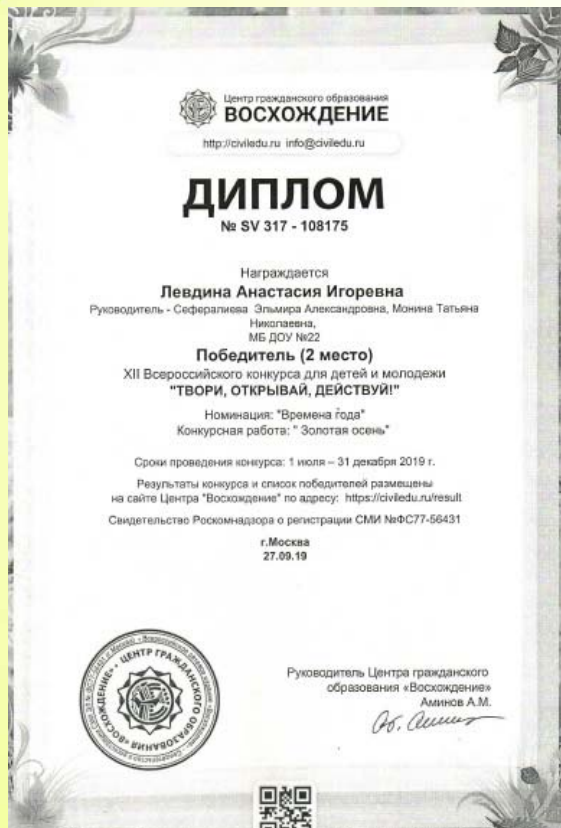 Центр гражданского образования
ВОСХОЖДЕНИЕ
http://civiledu.ru info@civiledu.ru
ДИПЛОМ
№ SV 317 - 108175
Награждается
Левдина Анастасия Игоревна
Руководитель - Сефералиева Эльмира Александровна, Монина Татьяна
Николаевна,
МБ ДОУ №22
Победитель (2 место)
XII Всероссийского конкурса для детей и молодежи
"ТВОРИ, ОТКРЫВАЙ, ДЕЙСТВУЙ!"
Номинация: "Времена года"
Конкурсная работа: " Золотая осень"
Сроки проведения конкурса: 1 июля – 31 декабря 2019 г.
Результаты конкурса и список победителей размещены
на сайте Центра "Восхождение" по адресу: https://civiledu.ru/result
Свидетельство Роскомнадзора о регистрации СМИ №ФС77-56431
г.Москва
27.09.19
ЦЕНТР ГРАЖДАНСКОГО ОБРАЗОВАНИЯ «ВОСХОЖДЕНИЕ»
Руководитель Центра гражданского
образования «Восхождение»
Аминов А.М.